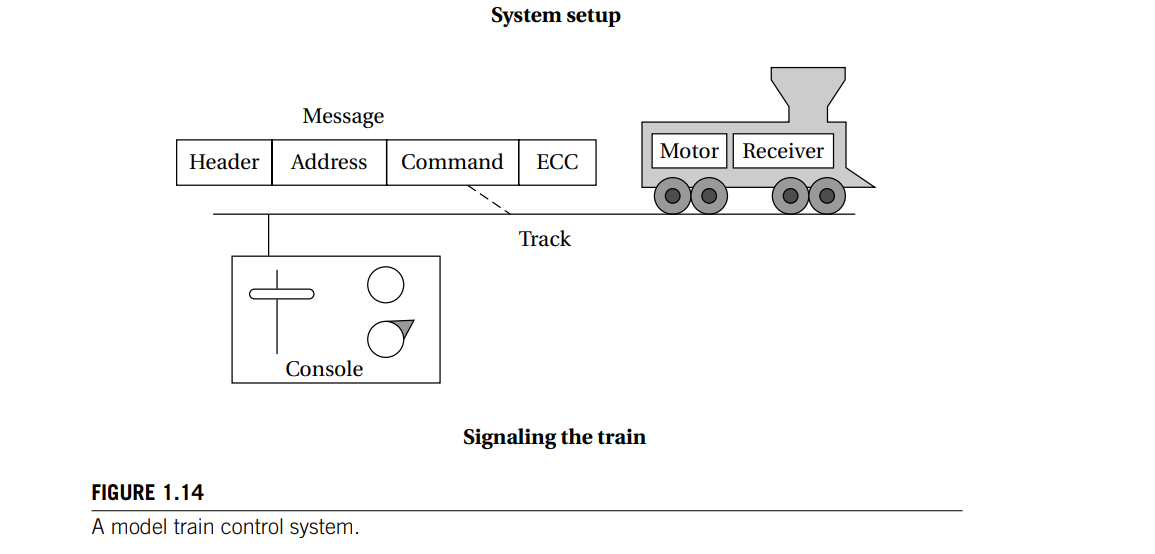 System setup
Message
Header Address Command ECC
Motor Receiver
Track
Console
Signaling the train
FIGURE 1.14
A model train control system.